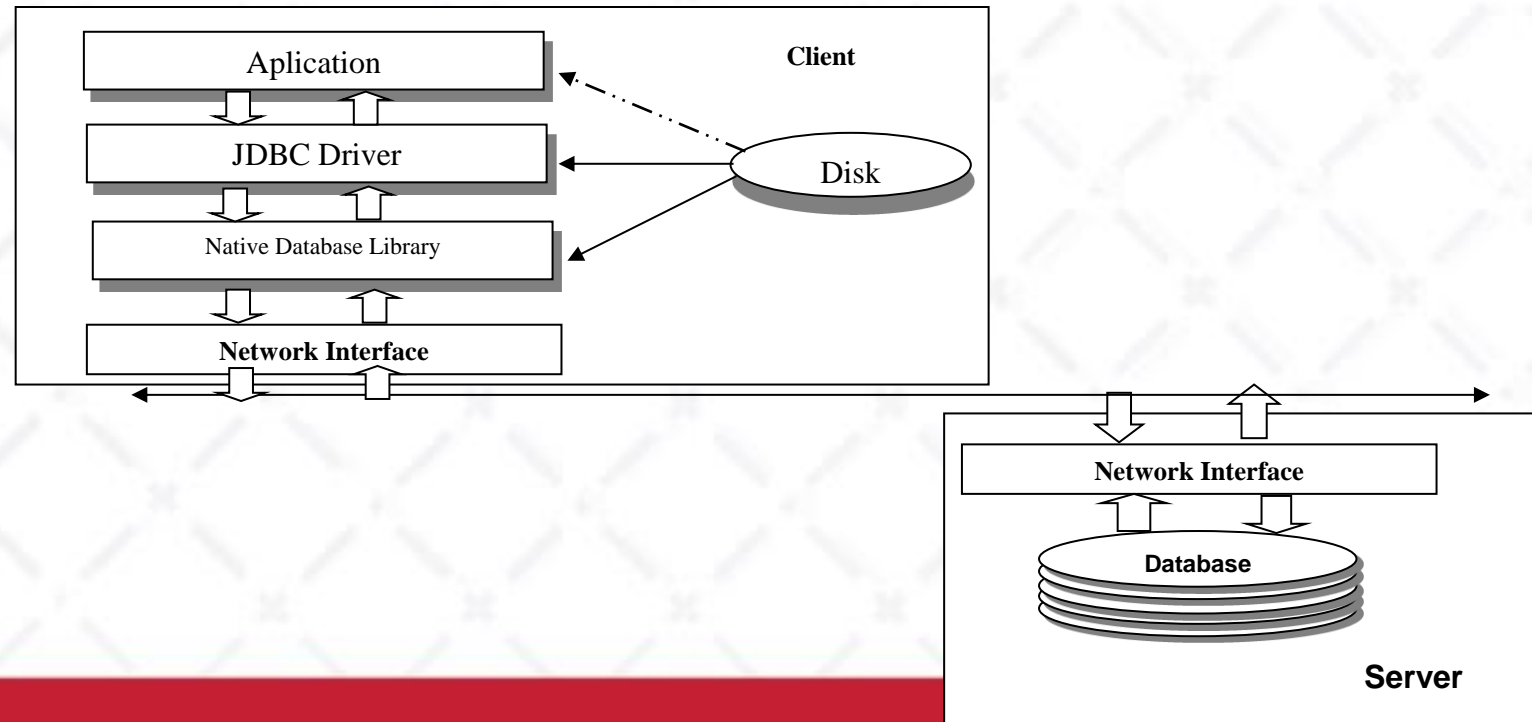 Aplication
Client
JDBC Driver
Disk
Native Database Library
Network Interface
Network Interface
Database
Server